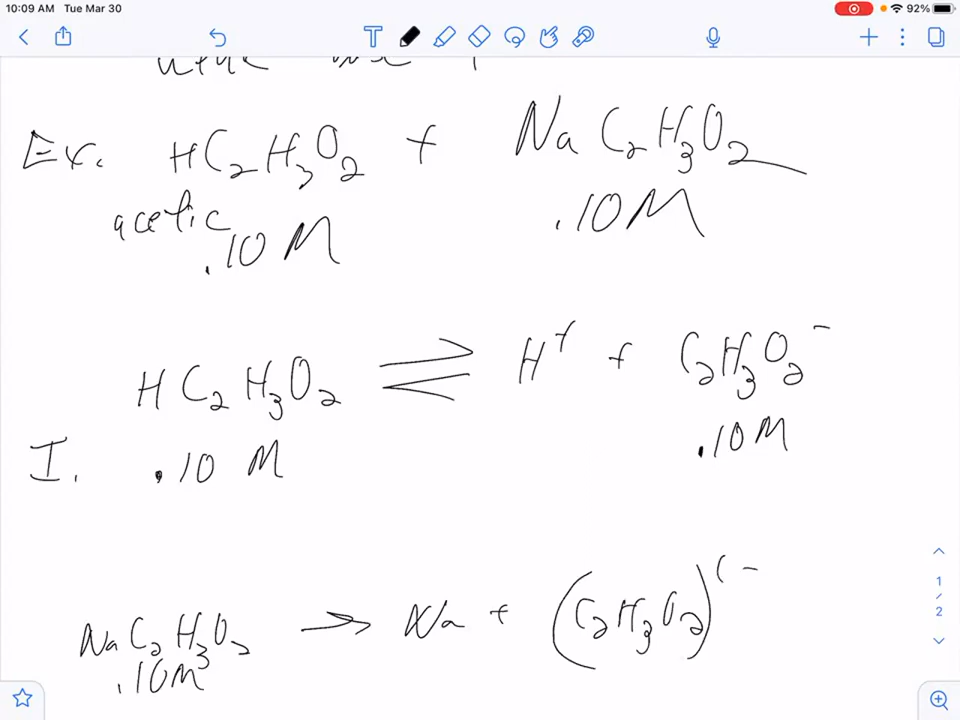 10:09 AM Tue Mar 30
92%
Ex. HC₂H₃O₂ + NaC₂H₃O₂
acetic
.10 M .10 M
HC₂H₃O₂ ⇌ H⁺ + C₂H₃O₂⁻
I. .10 M .10 M
NaC₂H₃O₂ → Na + (C₂H₃O₂)⁽⁻
.10M
1
/
2